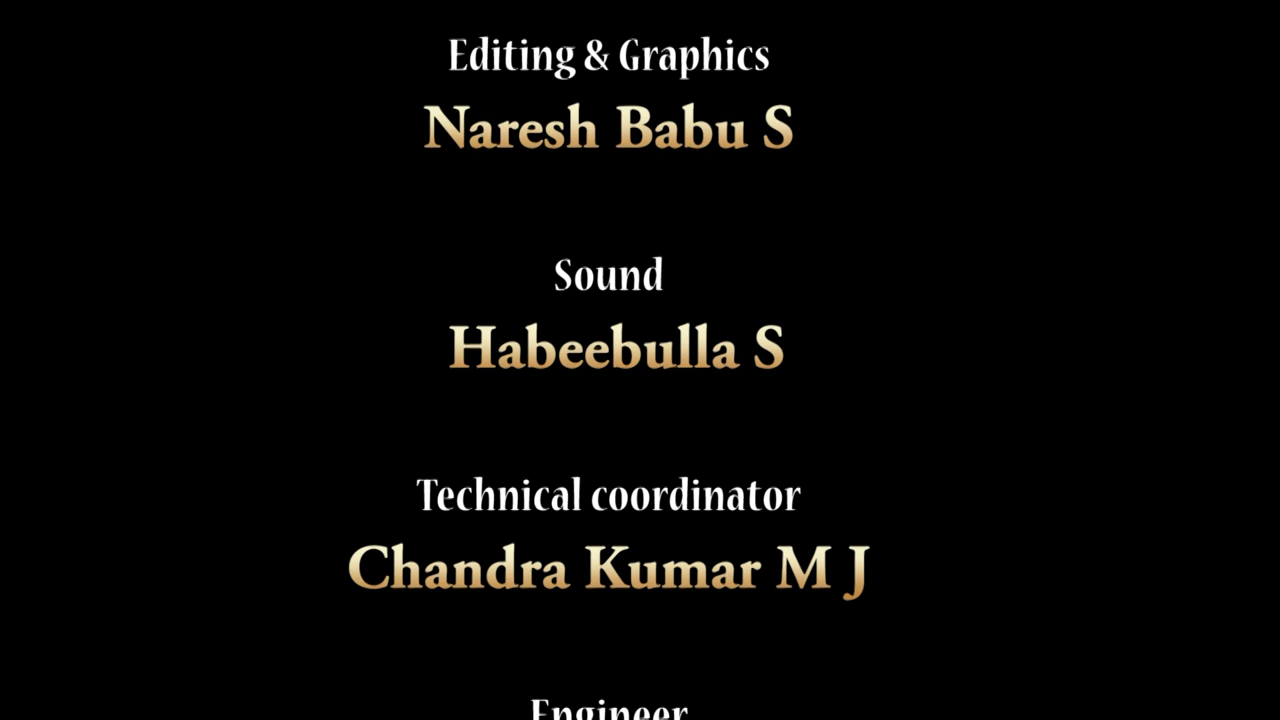 Editing & Graphics
Naresh Babu S
Sound
Habeebulla S
Technical coordinator
Chandra Kumar M J
Engineer